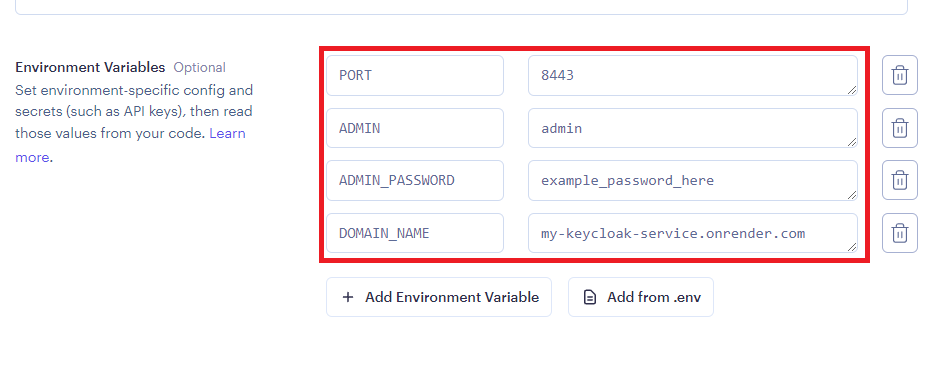 Environment Variables Optional
Set environment-specific config and
secrets (such as API keys), then read
those values from your code. Learn
more.
PORT 8443
ADMIN admin
ADMIN_PASSWORD example_password_here
DOMAIN_NAME my-keycloak-service.onrender.com
+ Add Environment Variable Add from .env